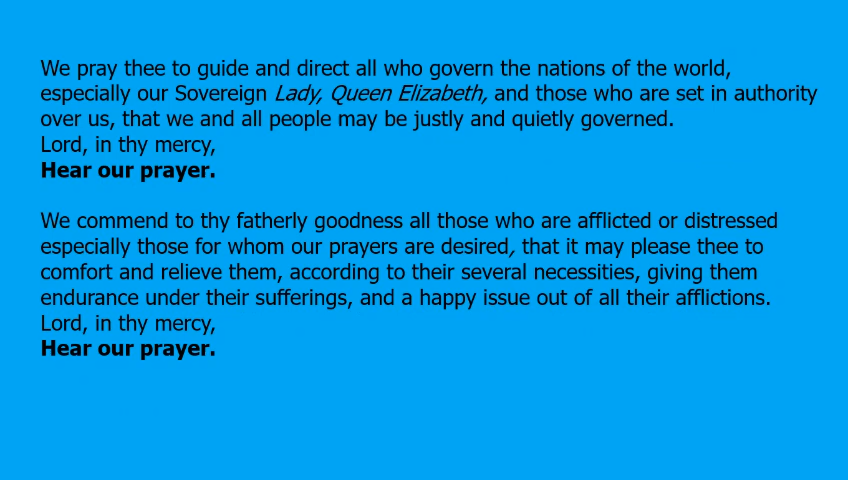 We pray thee to guide and direct all who govern the nations of the world,
especially our Sovereign Lady, Queen Elizabeth, and those who are set in authority
over us, that we and all people may be justly and quietly governed.
Lord, in thy mercy,
Hear our prayer.
We commend to thy fatherly goodness all those who are afflicted or distressed
especially those for whom our prayers are desired, that it may please thee to
comfort and relieve them, according to their several necessities, giving them
endurance under their sufferings, and a happy issue out of all their afflictions.
Lord, in thy mercy,
Hear our prayer.